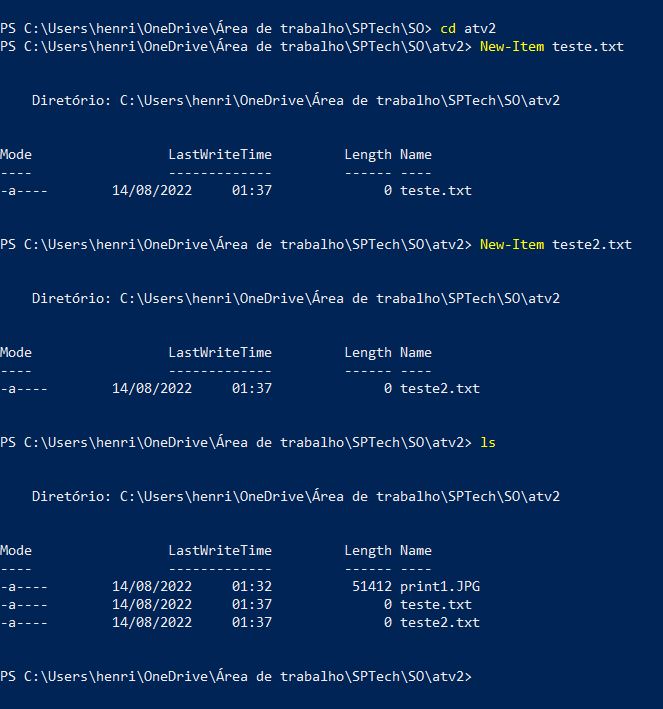 PS C:\Users\henri\OneDrive\Área de trabalho\SPTech\SO> cd atv2
PS C:\Users\henri\OneDrive\Área de trabalho\SPTech\SO\atv2> New-Item teste.txt
Diretório: C:\Users\henri\OneDrive\Área de trabalho\SPTech\SO\atv2
Mode LastWriteTime Length Name
---- ------------- ------ ----
-a---- 14/08/2022 01:37 0 teste.txt
PS C:\Users\henri\OneDrive\Área de trabalho\SPTech\SO\atv2> New-Item teste2.txt
Diretório: C:\Users\henri\OneDrive\Área de trabalho\SPTech\SO\atv2
Mode LastWriteTime Length Name
---- ------------- ------ ----
-a---- 14/08/2022 01:37 0 teste2.txt
PS C:\Users\henri\OneDrive\Área de trabalho\SPTech\SO\atv2> ls
Diretório: C:\Users\henri\OneDrive\Área de trabalho\SPTech\SO\atv2
Mode LastWriteTime Length Name
---- ------------- ------ ----
-a---- 14/08/2022 01:32 51412 print1.JPG
-a---- 14/08/2022 01:37 0 teste.txt
-a---- 14/08/2022 01:37 0 teste2.txt
PS C:\Users\henri\OneDrive\Área de trabalho\SPTech\SO\atv2>